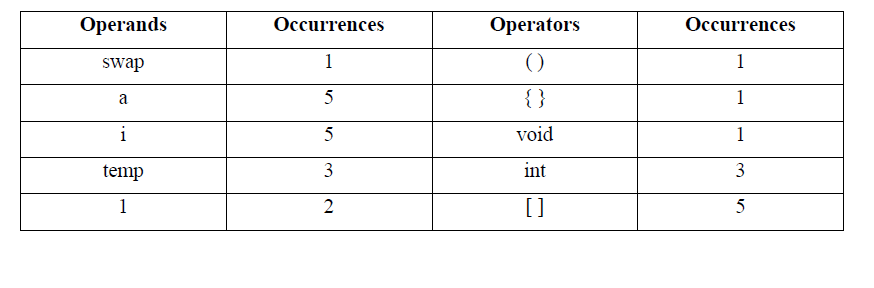 Operands Occurrences Operators Occurrences
swap 1 ( ) 1
a 5 { } 1
i 5 void 1
temp 3 int 3
1 2 [ ] 5